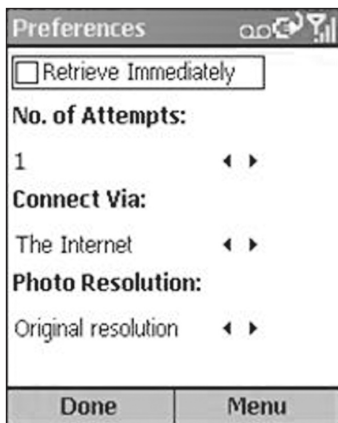 Preferences
Retrieve Immediately
No. of Attempts:
1
Connect Via:
The Internet
Photo Resolution:
Original resolution
Done Menu